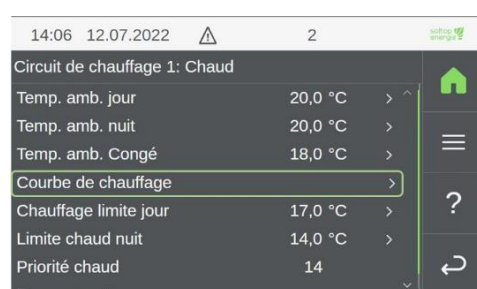 14:06 12.07.2022 2 softop energie
Circuit de chauffage 1: Chaud
Temp. amb. jour 20,0 °C >
Temp. amb. nuit 20,0 °C >
Temp. amb. Congé 18,0 °C >
Courbe de chauffage >
Chauffage limite jour 17,0 °C >
Limite chaud nuit 14,0 °C >
Priorité chaud 14
?